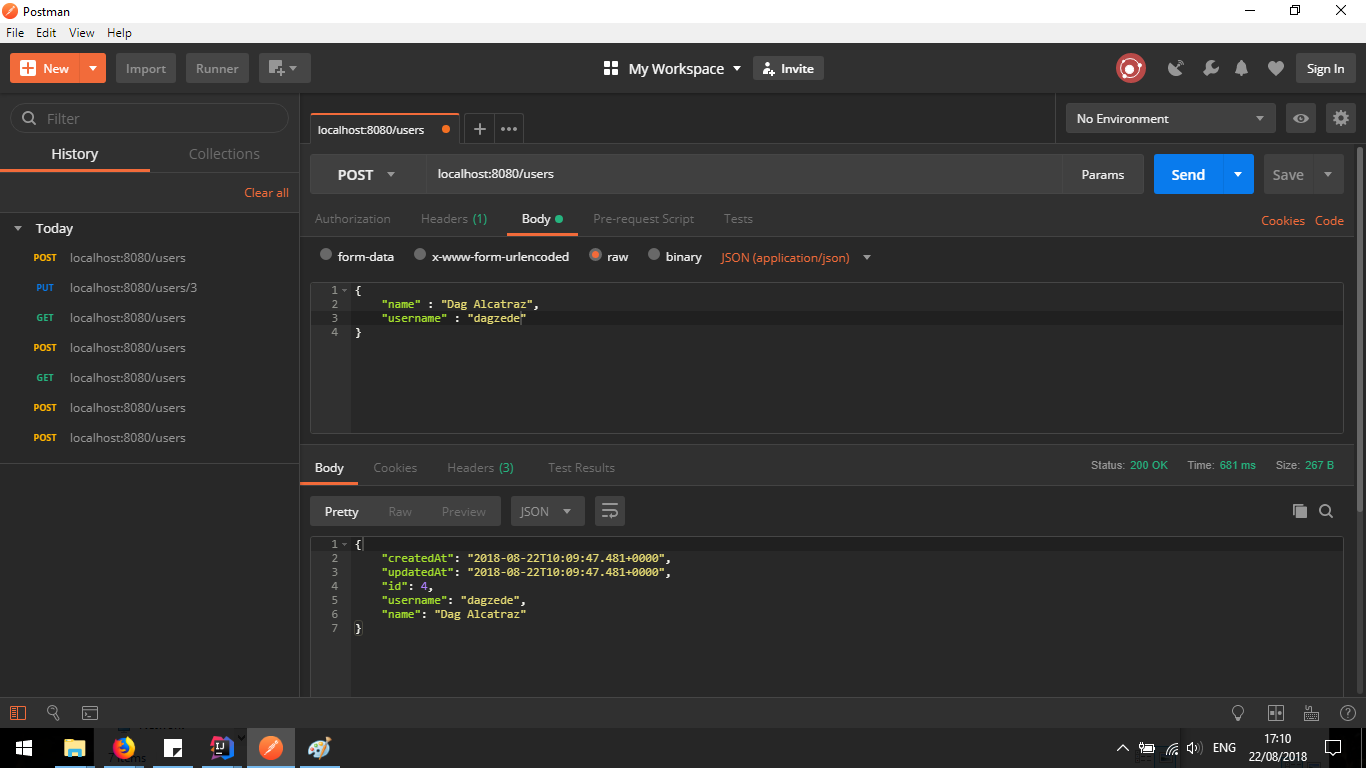 Postman
File Edit View Help
New Import Runner My Workspace Invite Sign In
Filter
History Collections
Clear all
Today
POST localhost:8080/users
PUT localhost:8080/users/3
GET localhost:8080/users
POST localhost:8080/users
GET localhost:8080/users
POST localhost:8080/users
POST localhost:8080/users
localhost:8080/users
No Environment
POST localhost:8080/users Params Send Save
Authorization Headers (1) Body Pre-request Script Tests Cookies Code
form-data x-www-form-urlencoded raw binary JSON (application/json)
1 {
2 "name" : "Dag Alcatraz",
3 "username" : "dagzede"
4 }
Body Cookies Headers (3) Test Results Status: 200 OK Time: 681 ms Size: 267 B
Pretty Raw Preview JSON
1 {
2 "createdAt": "2018-08-22T10:09:47.481+0000",
3 "updatedAt": "2018-08-22T10:09:47.481+0000",
4 "id": 4,
5 "username": "dagzede",
6 "name": "Dag Alcatraz"
7 }
ENG
17:10
22/08/2018